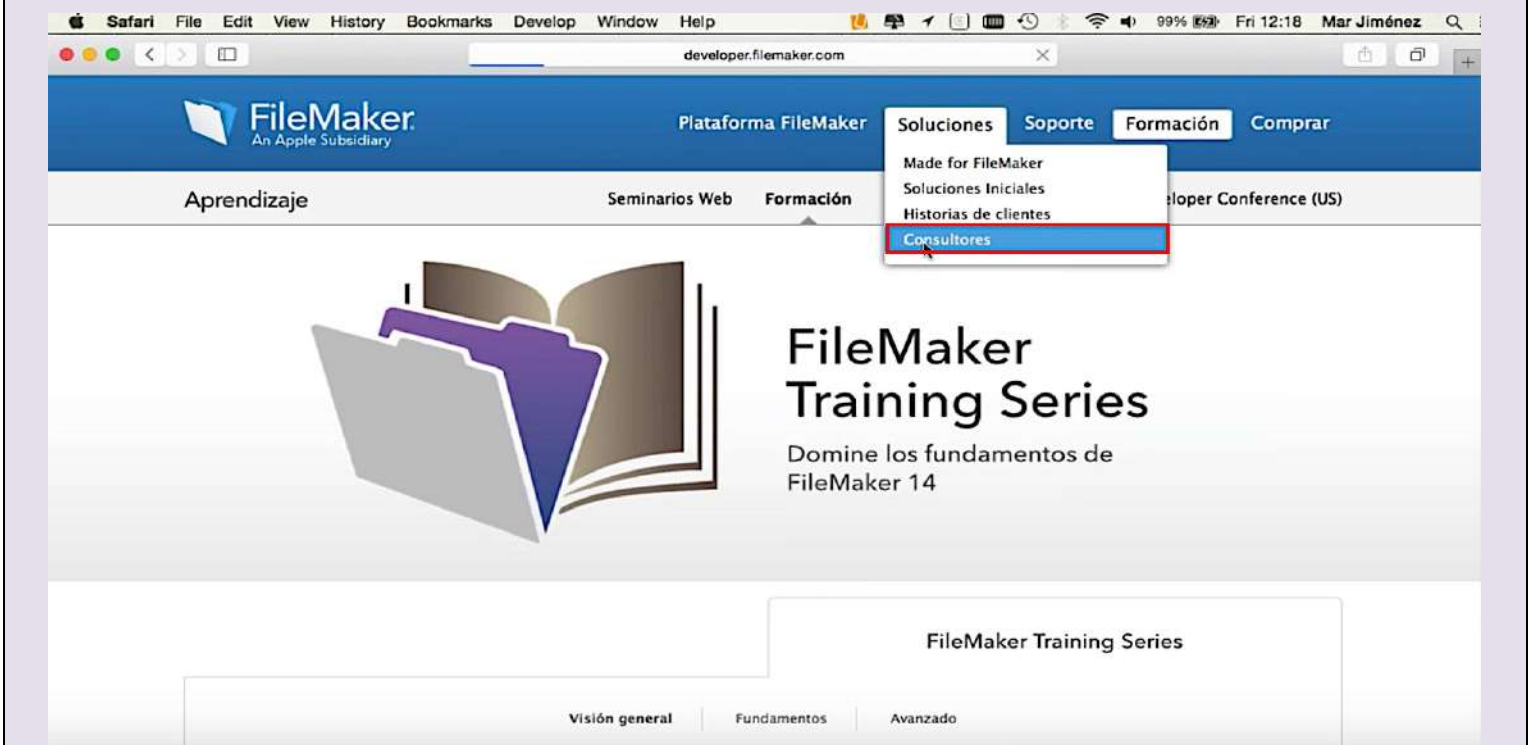 Safari File Edit View History Bookmarks Develop Window Help 99% Fri 12:18 Mar Jiménez
developer.filemaker.com
FileMaker
An Apple Subsidiary
Plataforma FileMaker Soluciones Soporte Formación Comprar
Made for FileMaker
Soluciones Iniciales
Historias de clientes
Consultores
Aprendizaje Seminarios Web Formación eloper Conference (US)
FileMaker
Training Series
Domine los fundamentos de
FileMaker 14
FileMaker Training Series
Visión general Fundamentos Avanzado